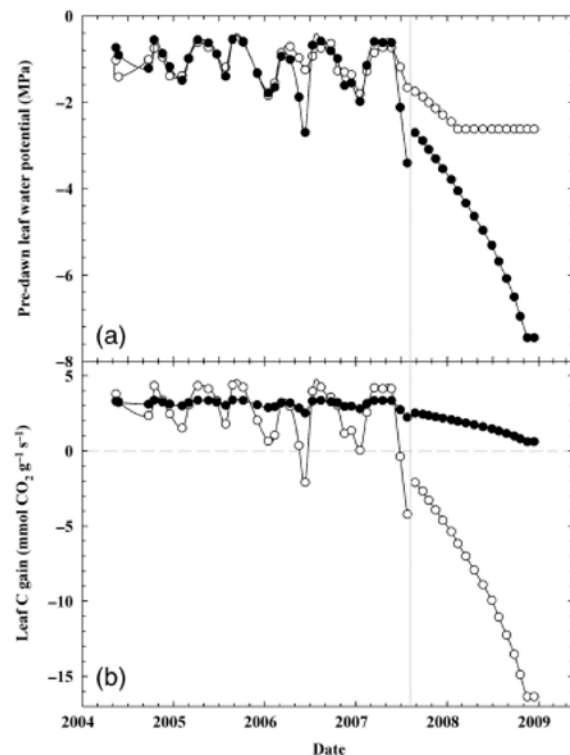 0
−2
−4
−6
−8
Pre-dawn leaf water potential (MPa)
(a)
5
0
−5
−10
−15
Leaf C gain (mmol CO₂ g⁻¹ s⁻¹)
(b)
2004 2005 2006 2007 2008 2009
Date